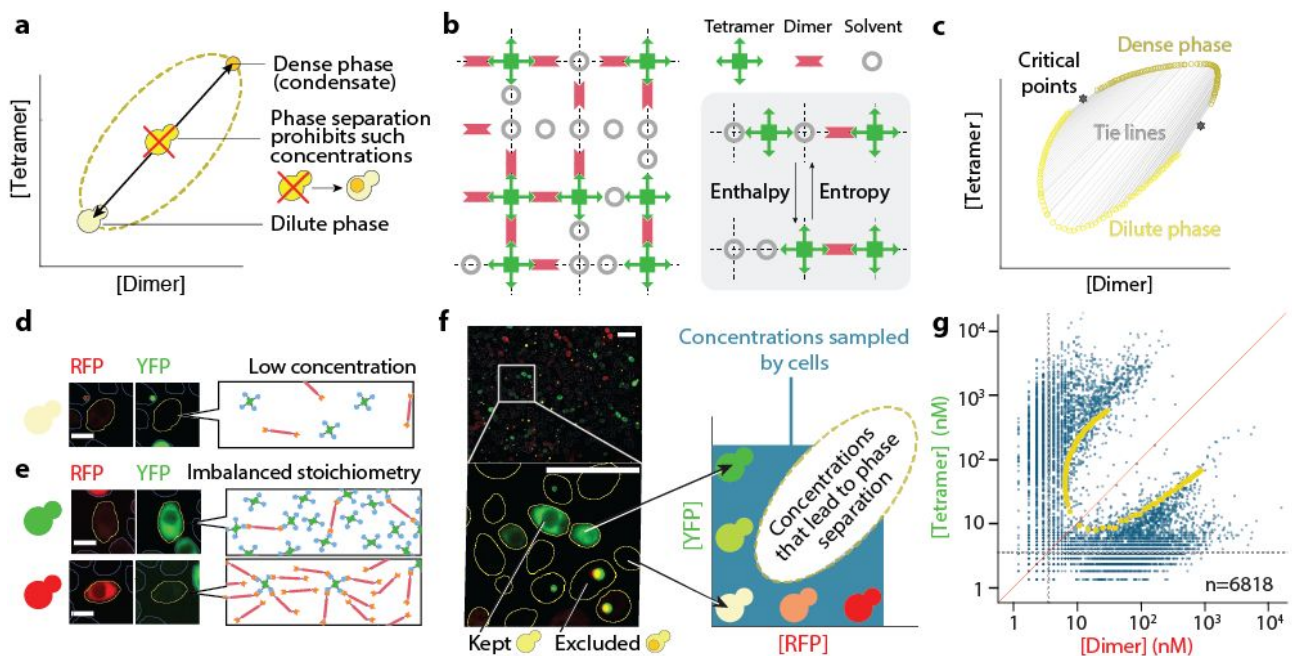 a
[Tetramer]
Dense phase
(condensate)
Phase separation
prohibits such
concentrations
Dilute phase
[Dimer]
b
Tetramer
Dimer
Solvent
Enthalpy
Entropy
c
Critical
points
Dense phase
Tie lines
Dilute phase
[Tetramer]
[Dimer]
d
RFP
YFP
Low concentration
e
RFP
YFP
Imbalanced stoichiometry
f
Concentrations sampled
by cells
Concentrations
that lead to phase
separation
[YFP]
[RFP]
Kept
Excluded
g
[Tetramer] (nM)
10⁴
10³
10²
10
1
n=6818
1
10
10²
10³
10⁴
[Dimer] (nM)